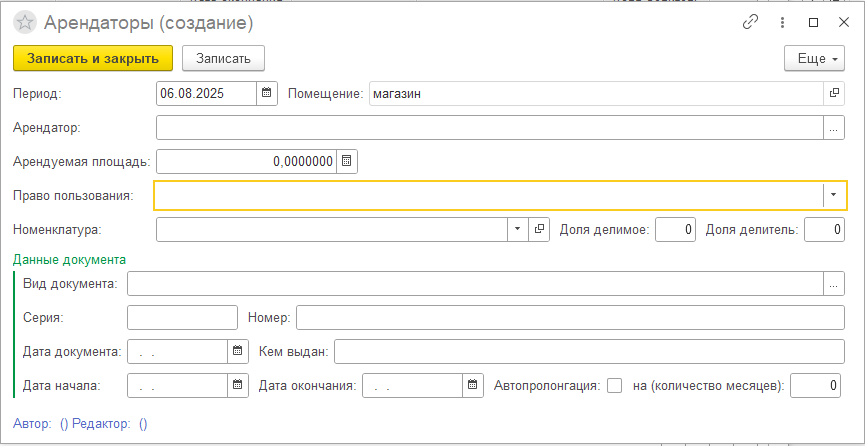 Арендаторы (создание)
Записать и закрыть Записать Еще
Период: 06.08.2025 Помещение: магазин
Арендатор: ...
Арендуемая площадь: 0,0000000
Право пользования:
Номенклатура: Доля делимое: 0 Доля делитель: 0
Данные документа
Вид документа: ...
Серия: Номер:
Дата документа: . . Кем выдан:
Дата начала: . . Дата окончания: . . Автопролонгация: на (количество месяцев): 0
Автор: () Редактор: ()